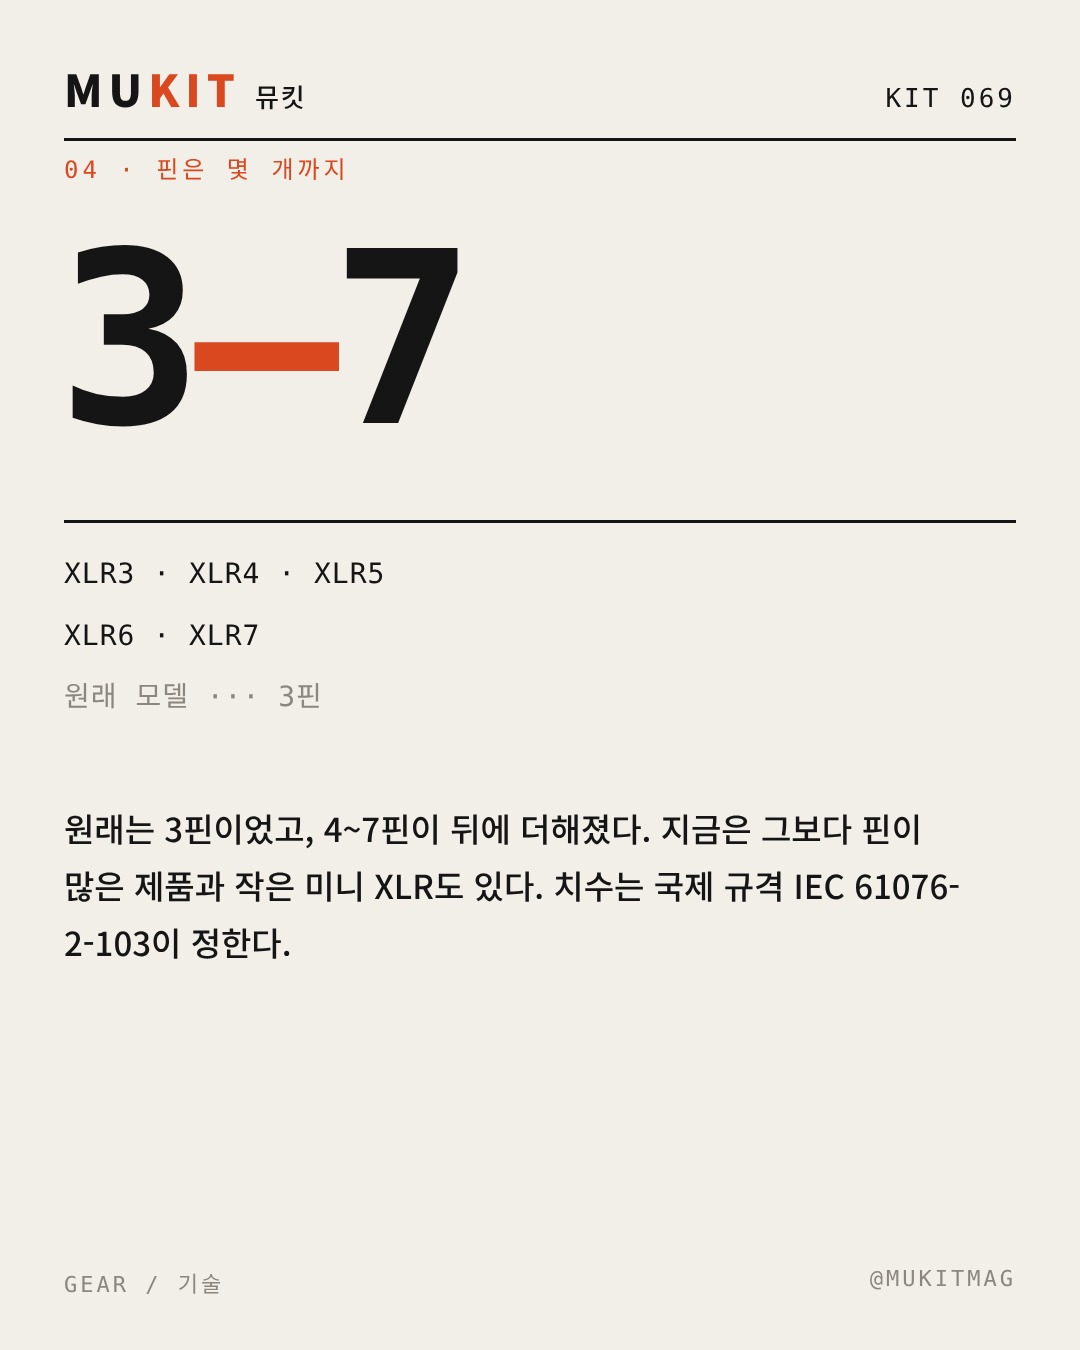 MUKIT 뮤킷
KIT 069
04 · 핀은 몇 개까지
3–7
XLR3 · XLR4 · XLR5
XLR6 · XLR7
원래 모델 ··· 3핀
원래는 3핀이었고, 4~7핀이 뒤에 더해졌다. 지금은 그보다 핀이
많은 제품과 작은 미니 XLR도 있다. 치수는 국제 규격 IEC 61076-
2-103이 정한다.
GEAR / 기술
@MUKITMAG